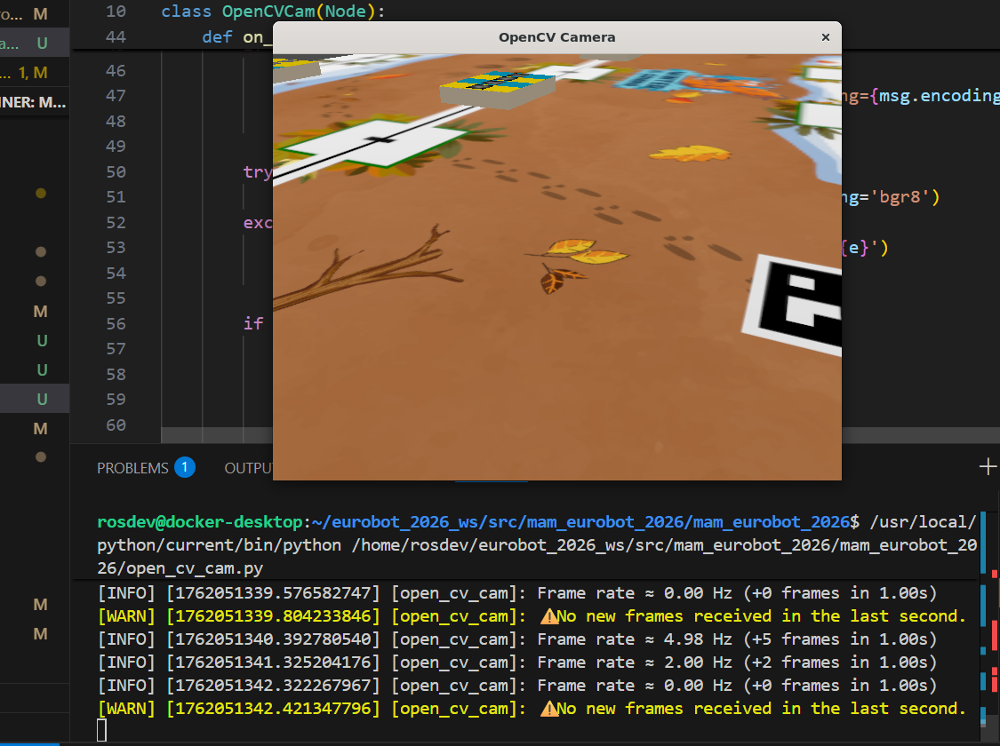 ro... M
10 class OpenCVCam(Node):
a... U
44 def on_
OpenCV Camera ×
... 1, M
46
47 ng={msg.encoding
INER: M...
48
49
50 try
51 ng='bgr8')
52 exc
53 {e}')
54
55
M
56 if
U
57
U
58
U
59
M
60
PROBLEMS 1 OUTPU
rosdev@docker-desktop:~/eurobot_2026_ws/src/mam_eurobot_2026/mam_eurobot_2026$ /usr/local/
python/current/bin/python /home/rosdev/eurobot_2026_ws/src/mam_eurobot_2026/mam_eurobot_20
26/open_cv_cam.py
[INFO] [1762051339.576582747] [open_cv_cam]: Frame rate ≈ 0.00 Hz (+0 frames in 1.00s)
M
[WARN] [1762051339.804233846] [open_cv_cam]: ⚠No new frames received in the last second.
M
[INFO] [1762051340.392780540] [open_cv_cam]: Frame rate ≈ 4.98 Hz (+5 frames in 1.00s)
[INFO] [1762051341.325204176] [open_cv_cam]: Frame rate ≈ 2.00 Hz (+2 frames in 1.00s)
[INFO] [1762051342.322267967] [open_cv_cam]: Frame rate ≈ 0.00 Hz (+0 frames in 1.00s)
[WARN] [1762051342.421347796] [open_cv_cam]: ⚠No new frames received in the last second.